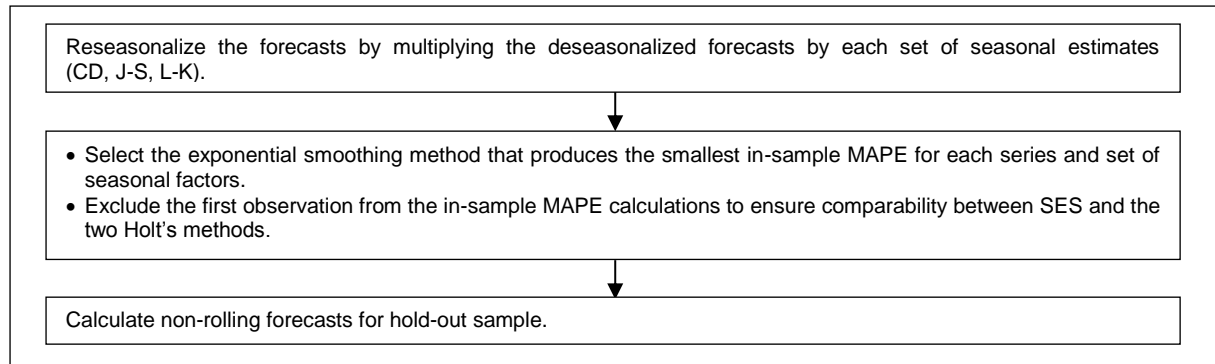 Reseasonalize the forecasts by multiplying the deseasonalized forecasts by each set of seasonal estimates
(CD, J-S, L-K).
• Select the exponential smoothing method that produces the smallest in-sample MAPE for each series and set of
seasonal factors.
• Exclude the first observation from the in-sample MAPE calculations to ensure comparability between SES and the
two Holt's methods.
Calculate non-rolling forecasts for hold-out sample.